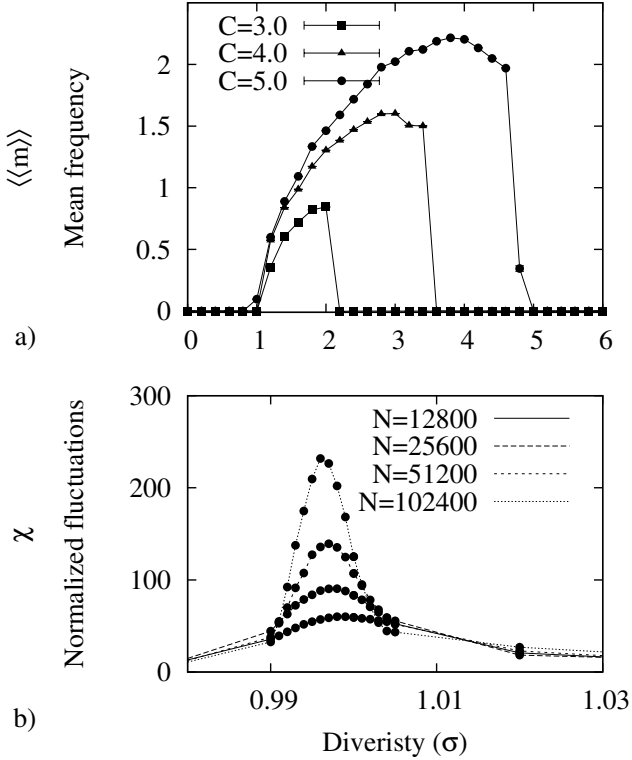 C=3.0
C=4.0
C=5.0
⟨⟨m⟩⟩
Mean frequency
2
1.5
1
0.5
0
0 1 2 3 4 5 6
a)
N=12800
N=25600
N=51200
N=102400
χ
Normalized fluctuations
300
200
100
0
0.99 1.01 1.03
b)
Diveristy (σ)